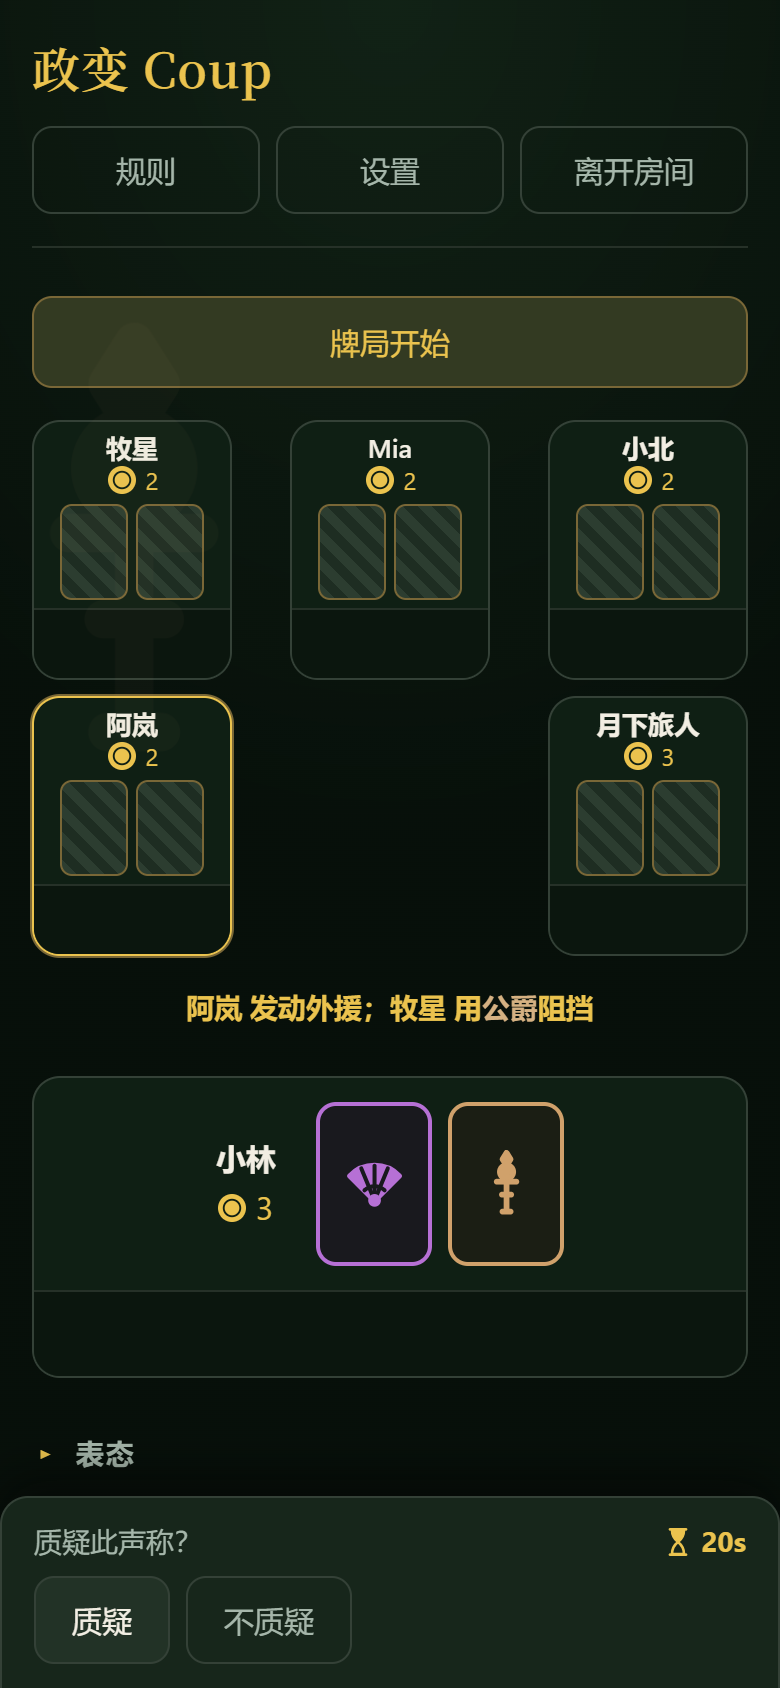 政变 Coup
规则 设置 离开房间
牌局开始
牧星 Mia 小北
2 2 2
阿岚 月下旅人
2 3
阿岚 发动外援；牧星 用公爵阻挡
小林
3
表态
质疑此声称？ 20s
质疑 不质疑